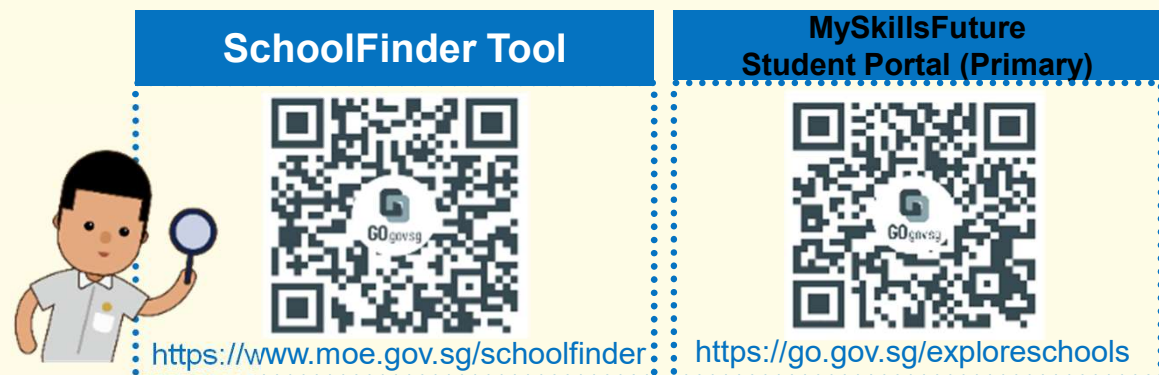 SchoolFinder Tool
GOgovsg
https://www.moe.gov.sg/schoolfinder
MySkillsFuture
Student Portal (Primary)
GOgovsg
https://go.gov.sg/exploreschools